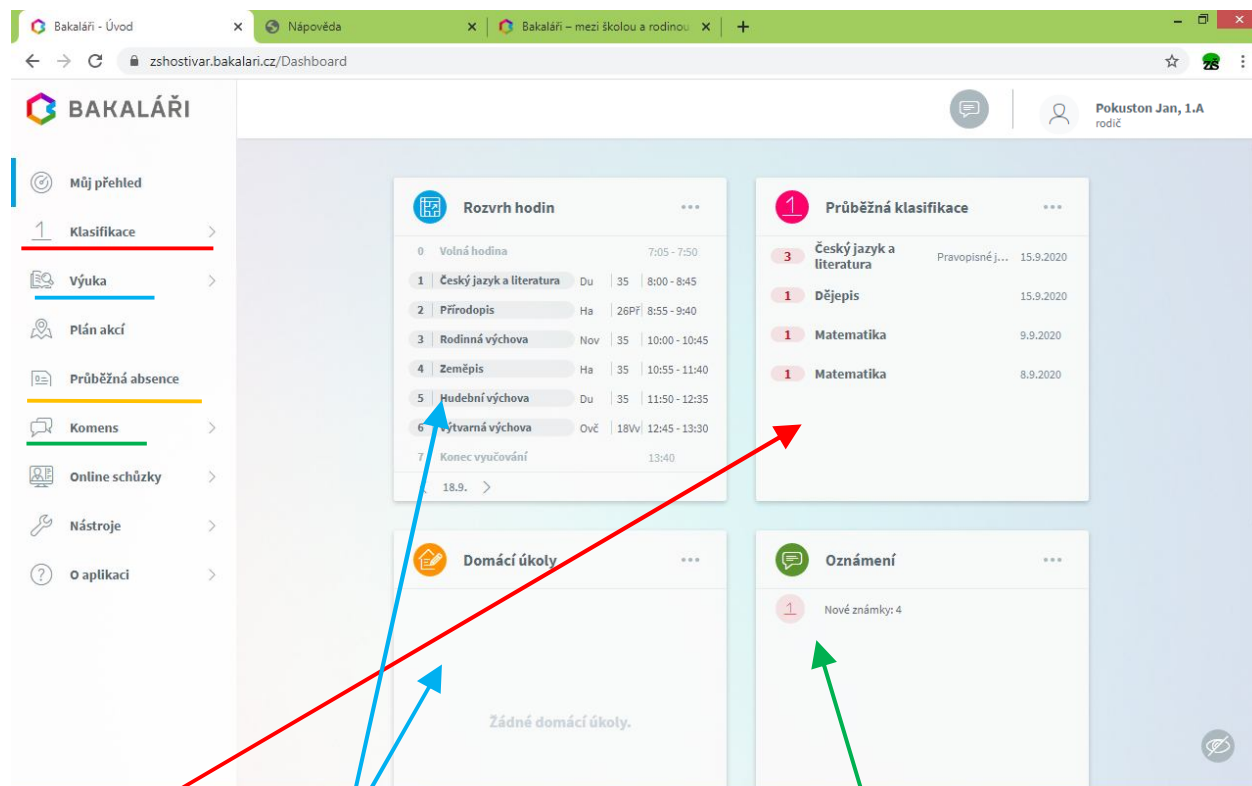 Bakaláři - Úvod
Nápověda
Bakaláři – mezi školou a rodinou
zshostivar.bakalari.cz/Dashboard
ZŠ
BAKALÁŘI
Pokuston Jan, 1.A
rodič
Můj přehled
Klasifikace
Výuka
Plán akcí
Průběžná absence
Komens
Online schůzky
Nástroje
O aplikaci
Rozvrh hodin
0 Volná hodina 7:05 - 7:50
1 Český jazyk a literatura Du 35 8:00 - 8:45
2 Přírodopis Ha 26Př 8:55 - 9:40
3 Rodinná výchova Nov 35 10:00 - 10:45
4 Zeměpis Ha 35 10:55 - 11:40
5 Hudební výchova Du 35 11:50 - 12:35
6 Výtvarná výchova Ovč 18Vv 12:45 - 13:30
7 Konec vyučování 13:40
18.9.
1 Průběžná klasifikace
3 Český jazyk a literatura Pravopisné j... 15.9.2020
1 Dějepis 15.9.2020
1 Matematika 9.9.2020
1 Matematika 8.9.2020
Domácí úkoly
Žádné domácí úkoly.
Oznámení
1 Nové známky: 4